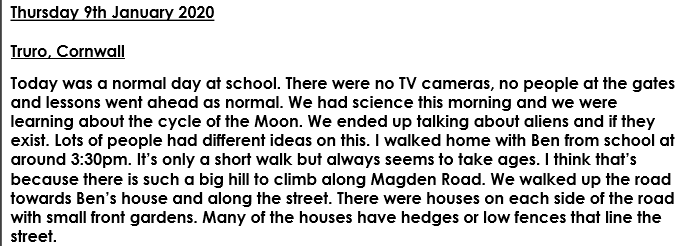 Thursday 9th January 2020
Truro, Cornwall
Today was a normal day at school. There were no TV cameras, no people at the gates
and lessons went ahead as normal. We had science this morning and we were
learning about the cycle of the Moon. We ended up talking about aliens and if they
exist. Lots of people had different ideas on this. I walked home with Ben from school at
around 3:30pm. It’s only a short walk but always seems to take ages. I think that’s
because there is such a big hill to climb along Magden Road. We walked up the road
towards Ben’s house and along the street. There were houses on each side of the road
with small front gardens. Many of the houses have hedges or low fences that line the
street.